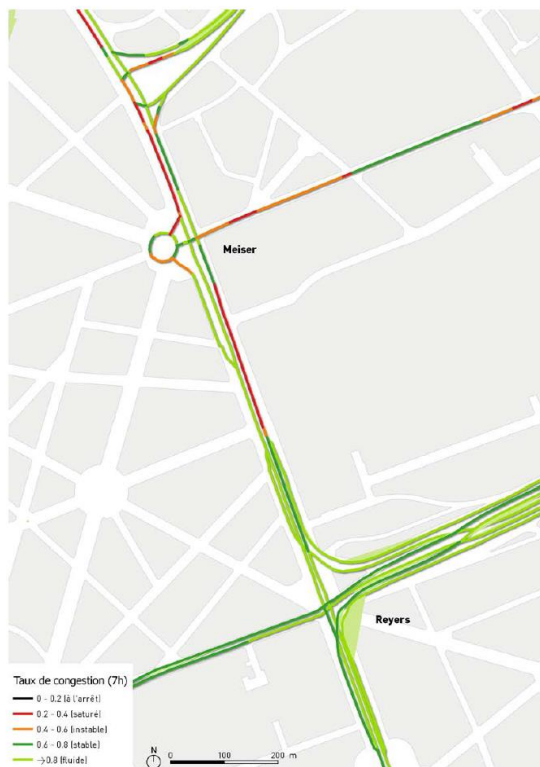 Meiser
Reyers
Taux de congestion (7h)
0 - 0.2 (à l'arrêt)
0.2 - 0.4 (saturé)
0.4 - 0.6 (instable)
0.6 - 0.8 (stable)
→0.8 (fluide)
N
0 100 200 m